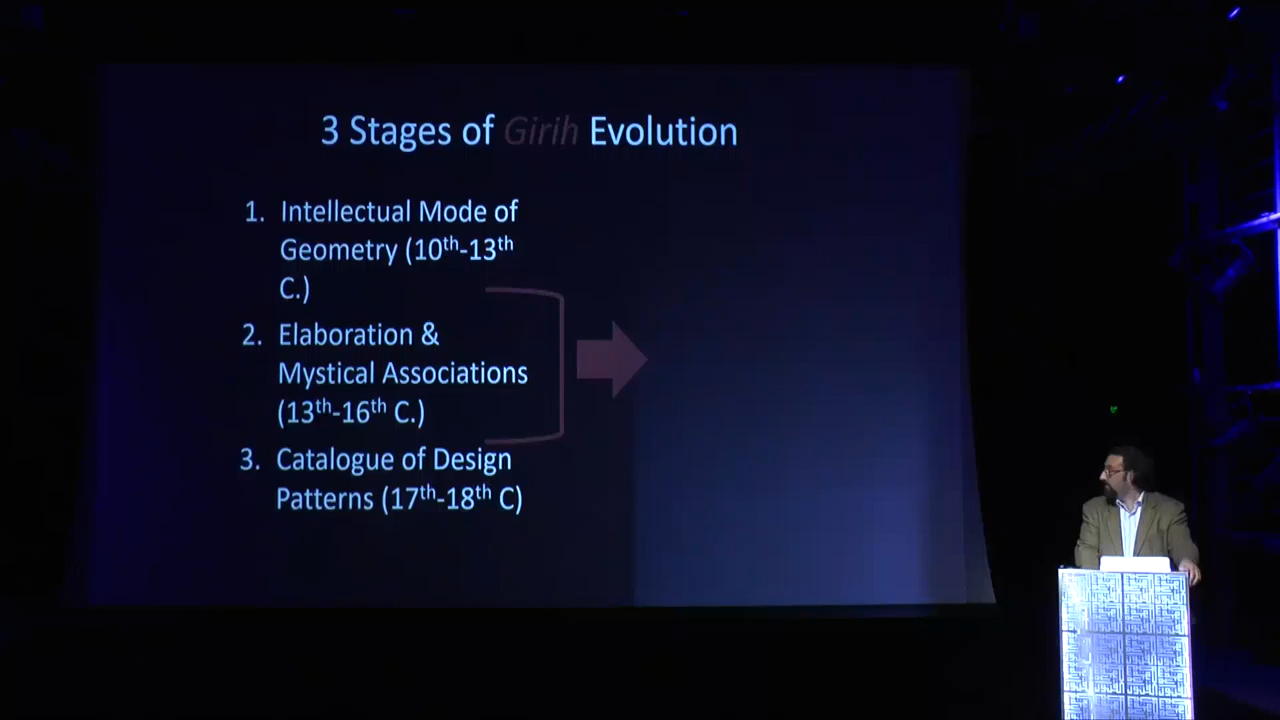 3 Stages of Girih Evolution
1. Intellectual Mode of
Geometry (10th-13th
C.)
2. Elaboration &
Mystical Associations
(13th-16th C.)
3. Catalogue of Design
Patterns (17th-18th C)